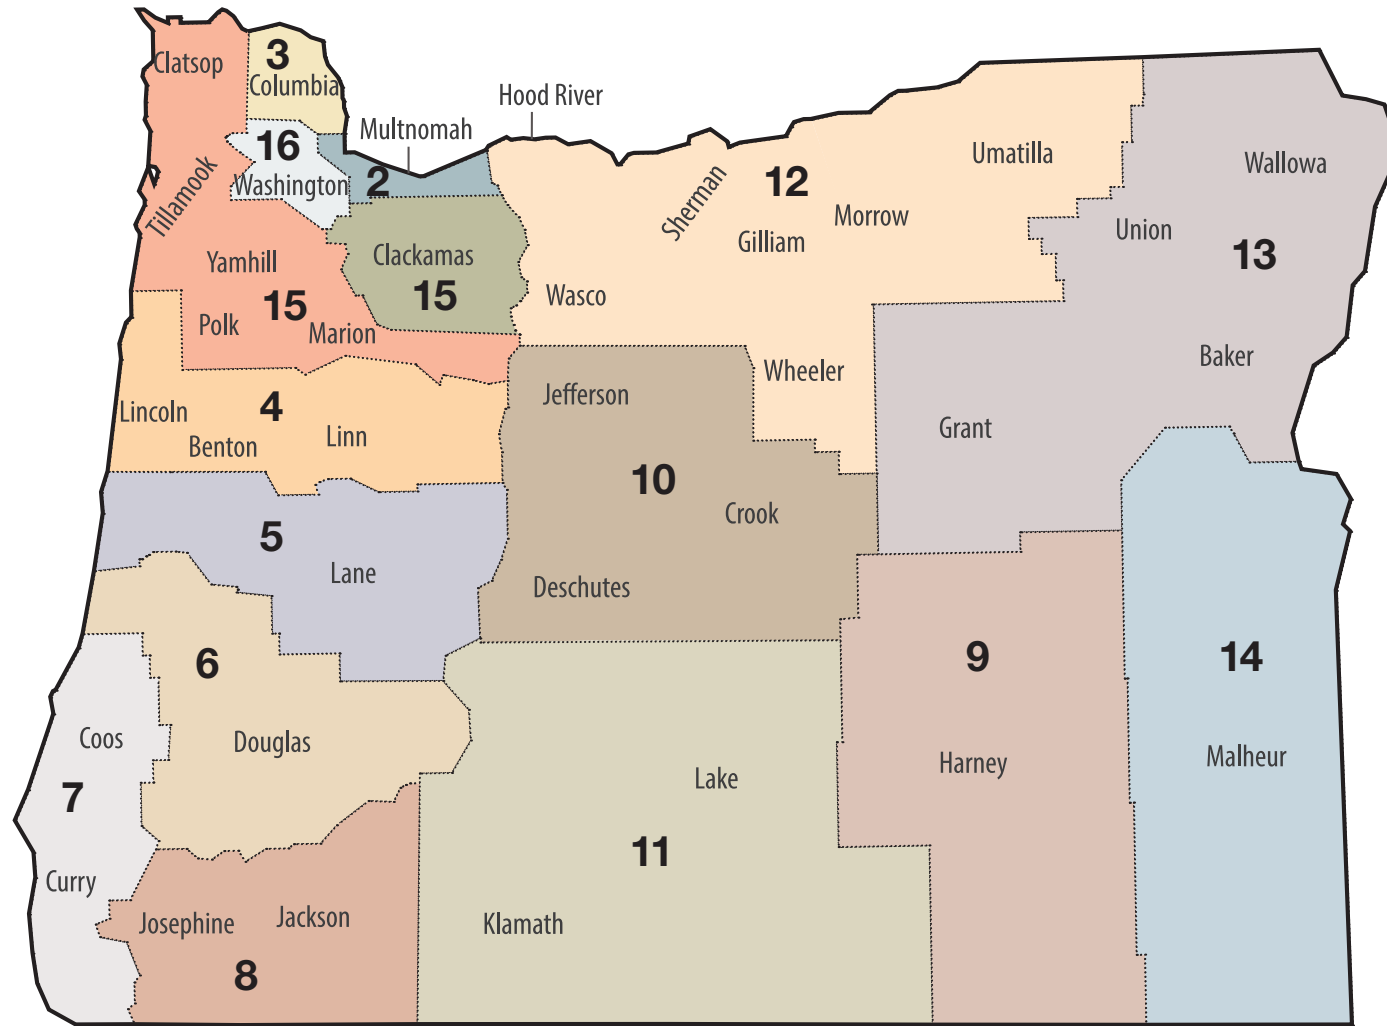 Clatsop
3
Columbia
Hood River
Multnomah
16
Washington
2
Tillamook
Sherman
12
Umatilla
Wallowa
Morrow
Gilliam
Union
13
Yamhill
Clackamas
15
15
Wasco
Polk
Marion
Wheeler
Baker
Jefferson
Lincoln
4
Benton
Linn
Grant
10
Crook
5
Lane
Deschutes
6
9
14
Coos
Douglas
Lake
Harney
Malheur
7
11
Curry
Josephine
Jackson
Klamath
8